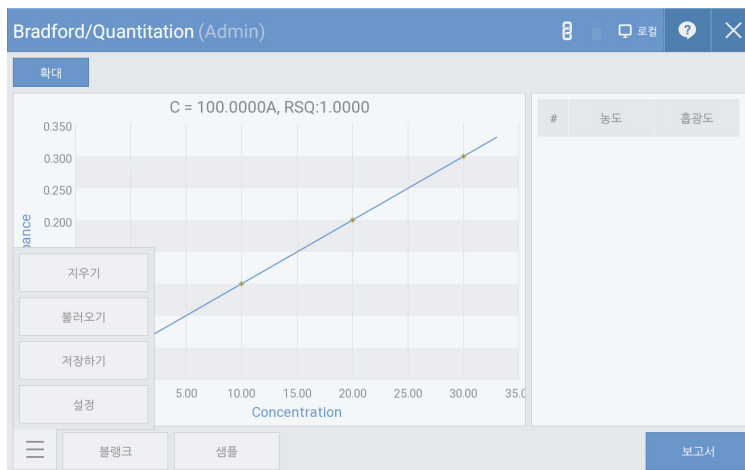 Bradford/Quantitation (Admin)
로컬
?
확대
C = 100.0000A, RSQ:1.0000
0.350
0.300
0.250
0.200
지우기
불러오기
저장하기
설정
5.00 10.00 15.00 20.00 25.00 30.00
Concentration
# 농도 흡광도
블랭크 샘플 보고서